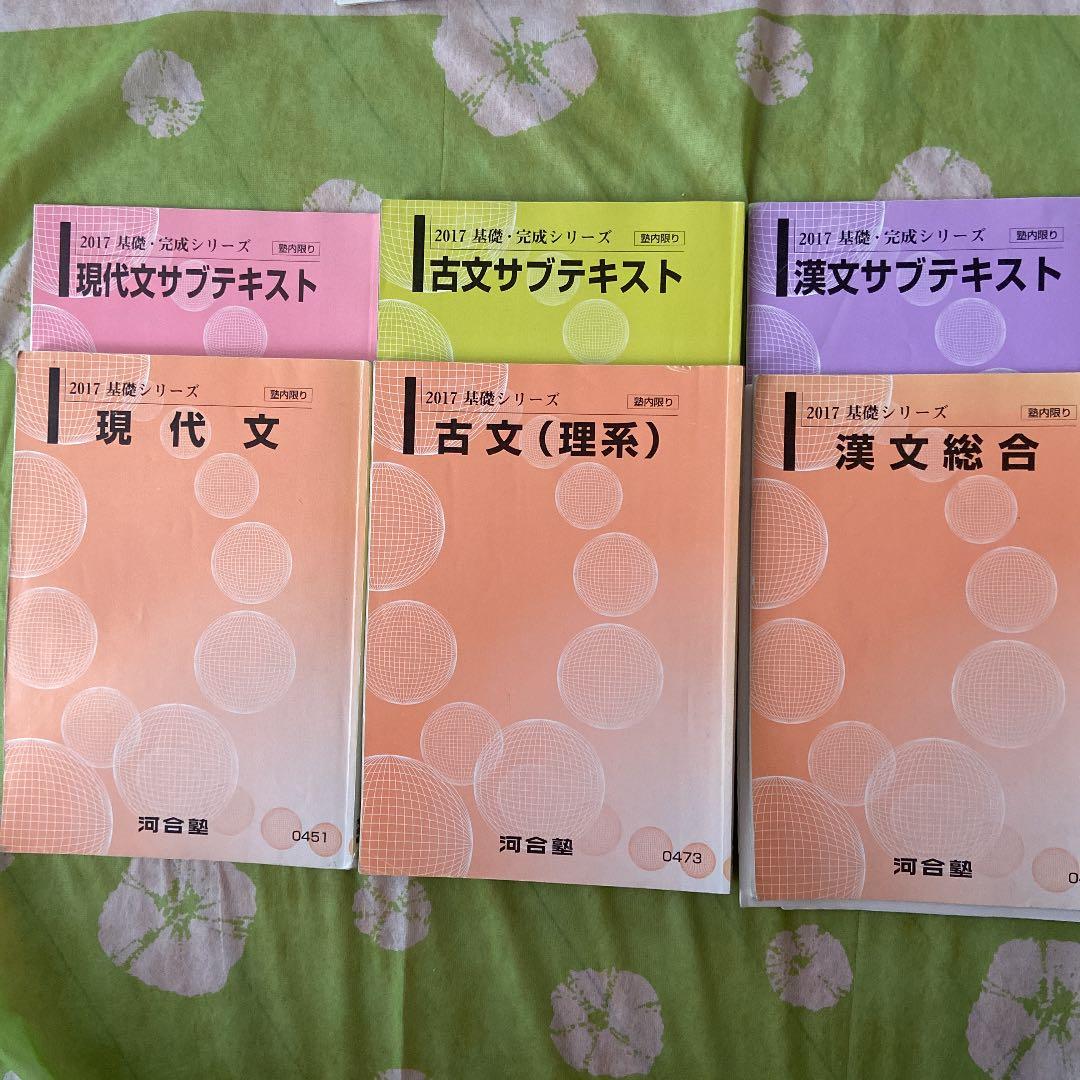 2017 基礎・完成シリーズ 塾内限り
現代文サブテキスト
2017 基礎・完成シリーズ 塾内限り
古文サブテキスト
2017 基礎・完成シリーズ 塾内限り
漢文サブテキスト
2017 基礎シリーズ 塾内限り
現代文
河合塾
0451
2017 基礎シリーズ 塾内限り
古文(理系)
河合塾
0473
2017 基礎シリーズ 塾内限り
漢文総合
河合塾